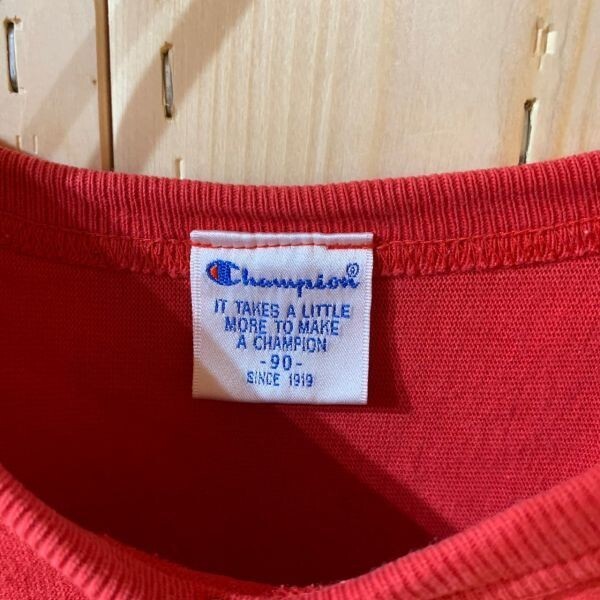 Champion®
IT TAKES A LITTLE
MORE TO MAKE
A CHAMPION
-90-
SINCE 1919